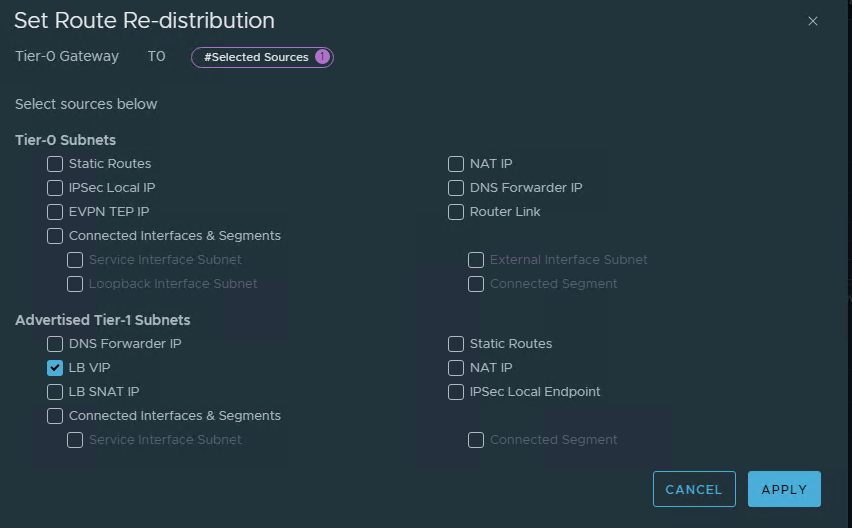 Set Route Re-distribution
Tier-0 Gateway T0 #Selected Sources 1
Select sources below
Tier-0 Subnets
Static Routes NAT IP
IPSec Local IP DNS Forwarder IP
EVPN TEP IP Router Link
Connected Interfaces & Segments
Service Interface Subnet External Interface Subnet
Loopback Interface Subnet Connected Segment
Advertised Tier-1 Subnets
DNS Forwarder IP Static Routes
LB VIP NAT IP
LB SNAT IP IPSec Local Endpoint
Connected Interfaces & Segments
Service Interface Subnet Connected Segment
CANCEL APPLY